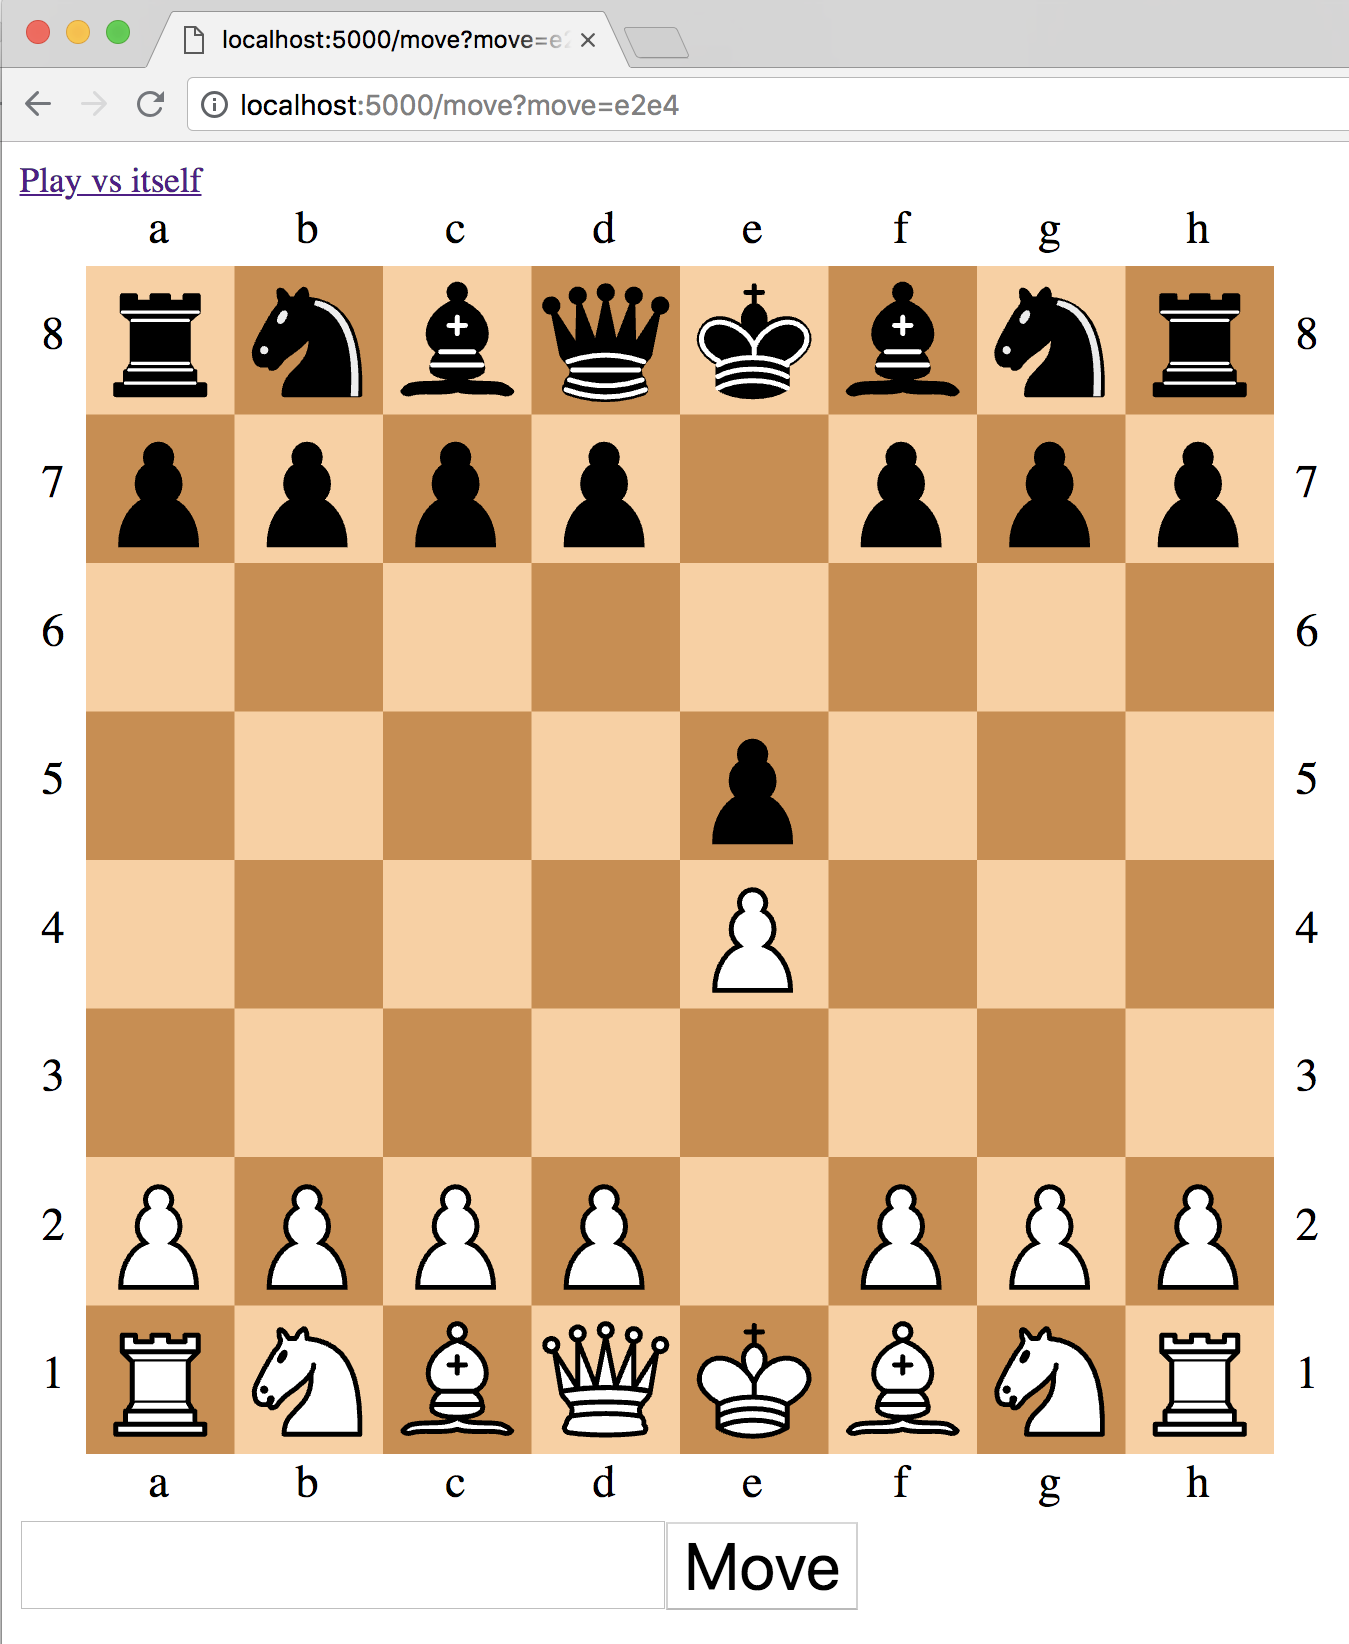 localhost:5000/move?move=e2
localhost:5000/move?move=e2e4
Play vs itself
a b c d e f g h
8 8
7 7
6 6
5 5
4 4
3 3
2 2
1 1
a b c d e f g h
Move